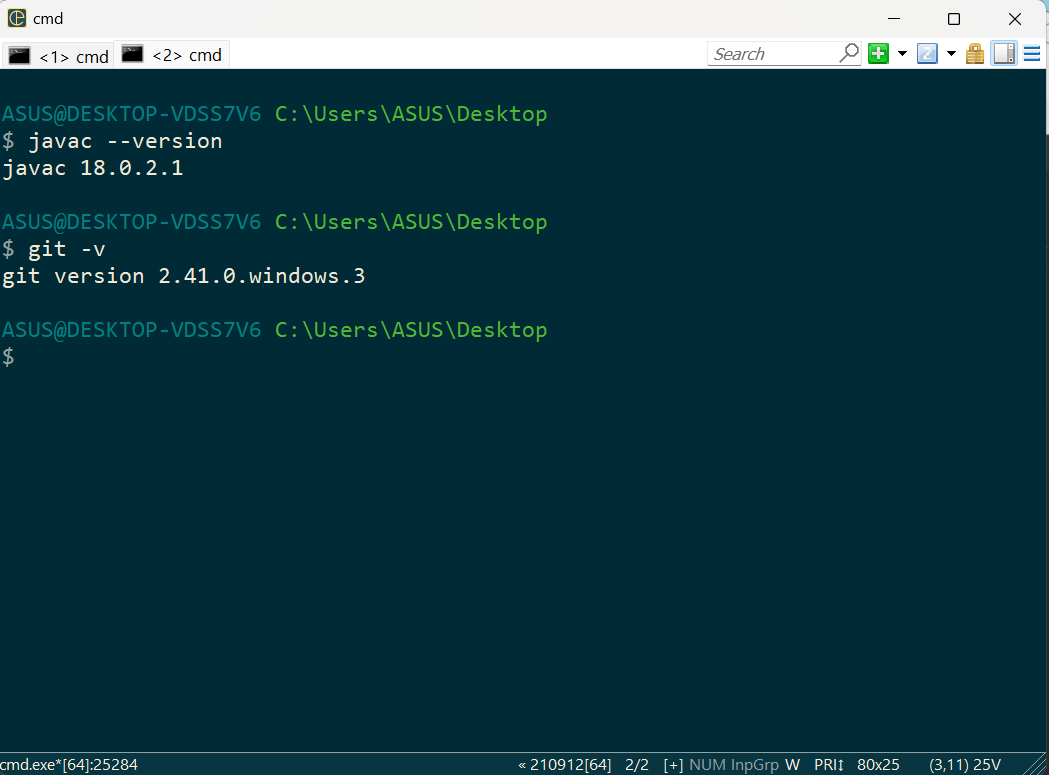 cmd
<1> cmd <2> cmd Search
ASUS@DESKTOP-VDSS7V6 C:\Users\ASUS\Desktop
$ javac --version
javac 18.0.2.1
ASUS@DESKTOP-VDSS7V6 C:\Users\ASUS\Desktop
$ git -v
git version 2.41.0.windows.3
ASUS@DESKTOP-VDSS7V6 C:\Users\ASUS\Desktop
$
cmd.exe*[64]:25284 « 210912[64] 2/2 [+] NUM InpGrp W PRI↕ 80x25 (3,11) 25V